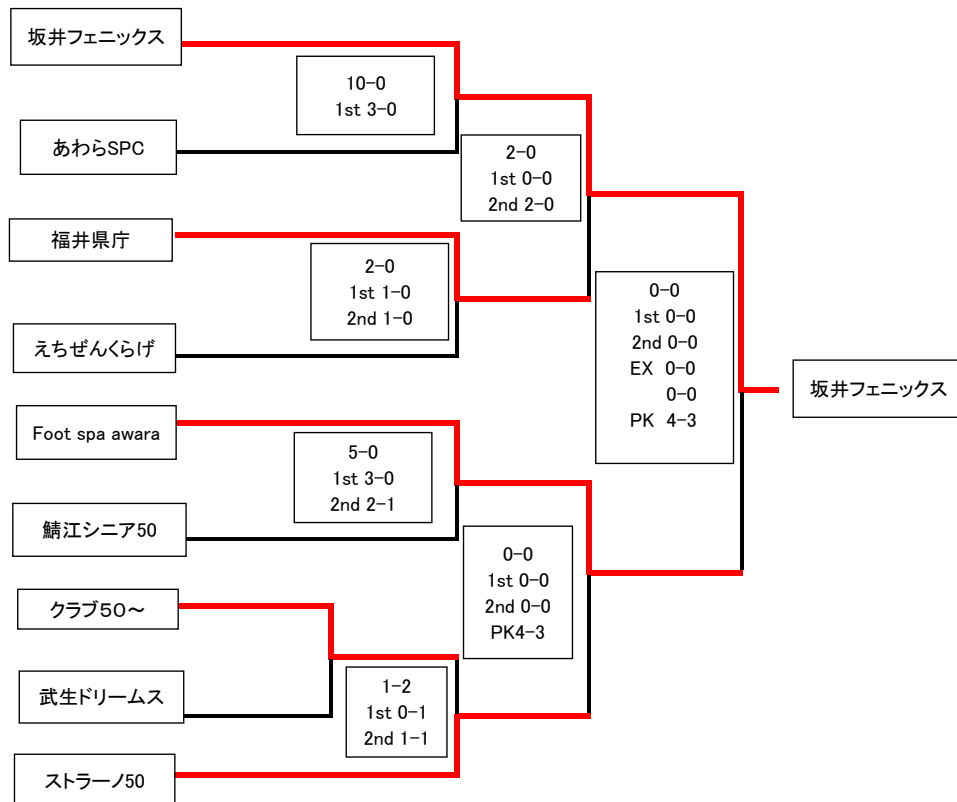 坂井フェニックス
10-0
1st 3-0
あわらSPC
2-0
1st 0-0
2nd 2-0
福井県庁
2-0
1st 1-0
2nd 1-0
えちぜんくらげ
0-0
1st 0-0
2nd 0-0
EX 0-0
0-0
PK 4-3
坂井フェニックス
Foot spa awara
5-0
1st 3-0
2nd 2-1
鯖江シニア50
0-0
1st 0-0
2nd 0-0
PK4-3
クラブ50～
武生ドリームス
1-2
1st 0-1
2nd 1-1
ストラーノ50